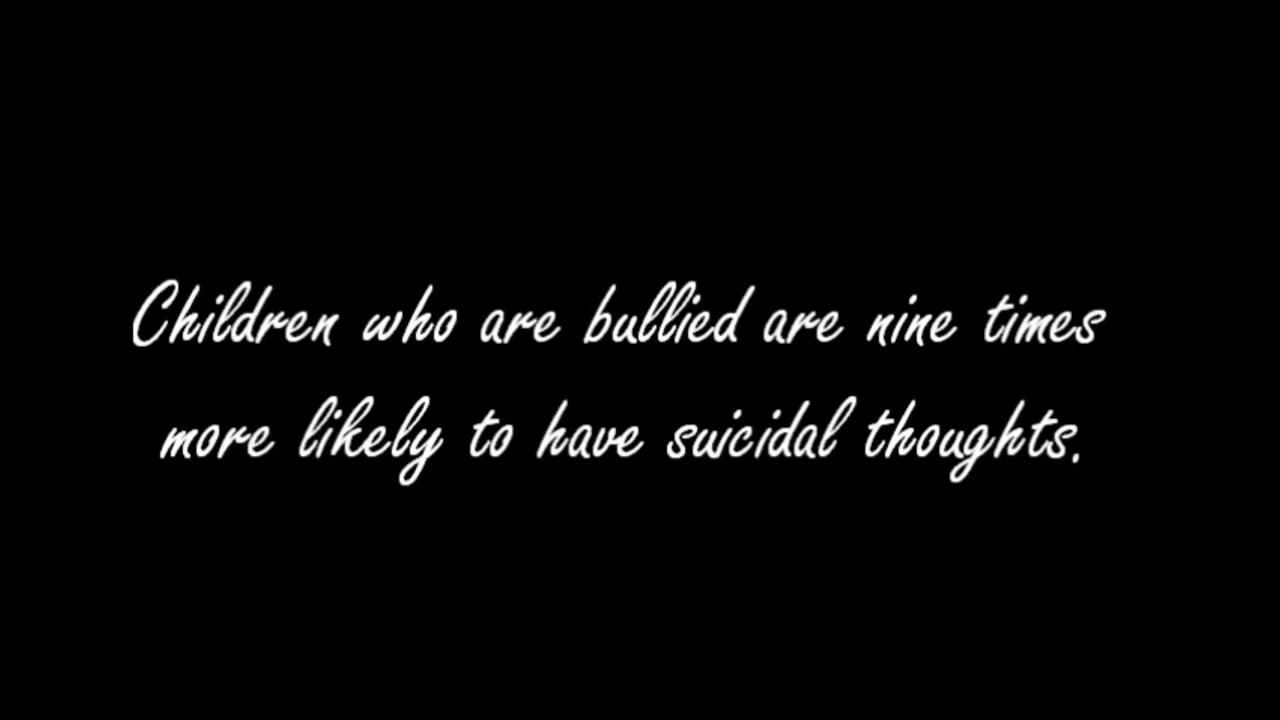 Children who are bullied are nine times
more likely to have suicidal thoughts.